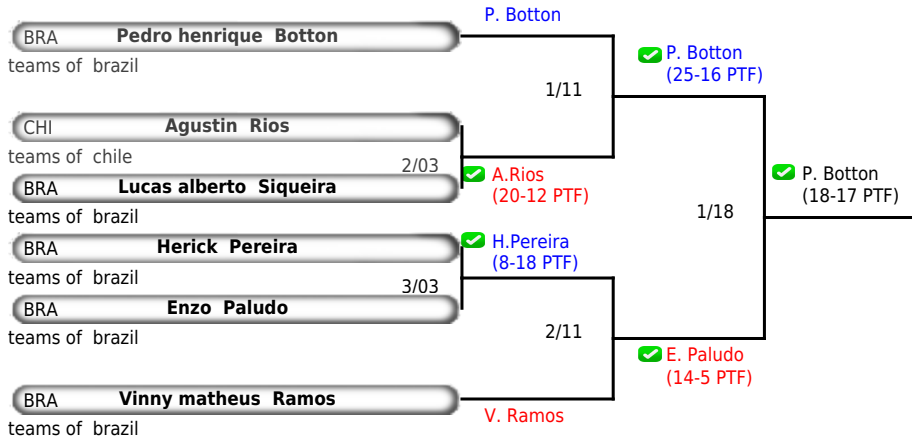 P. Botton
BRA Pedro henrique Botton
teams of brazil
P. Botton
(25-16 PTF)
1/11
CHI Agustin Rios
teams of chile
2/03
A.Rios
(20-12 PTF)
BRA Lucas alberto Siqueira
teams of brazil
P. Botton
(18-17 PTF)
1/18
BRA Herick Pereira
teams of brazil
H.Pereira
(8-18 PTF)
3/03
BRA Enzo Paludo
teams of brazil
2/11
E. Paludo
(14-5 PTF)
BRA Vinny matheus Ramos
teams of brazil
V. Ramos